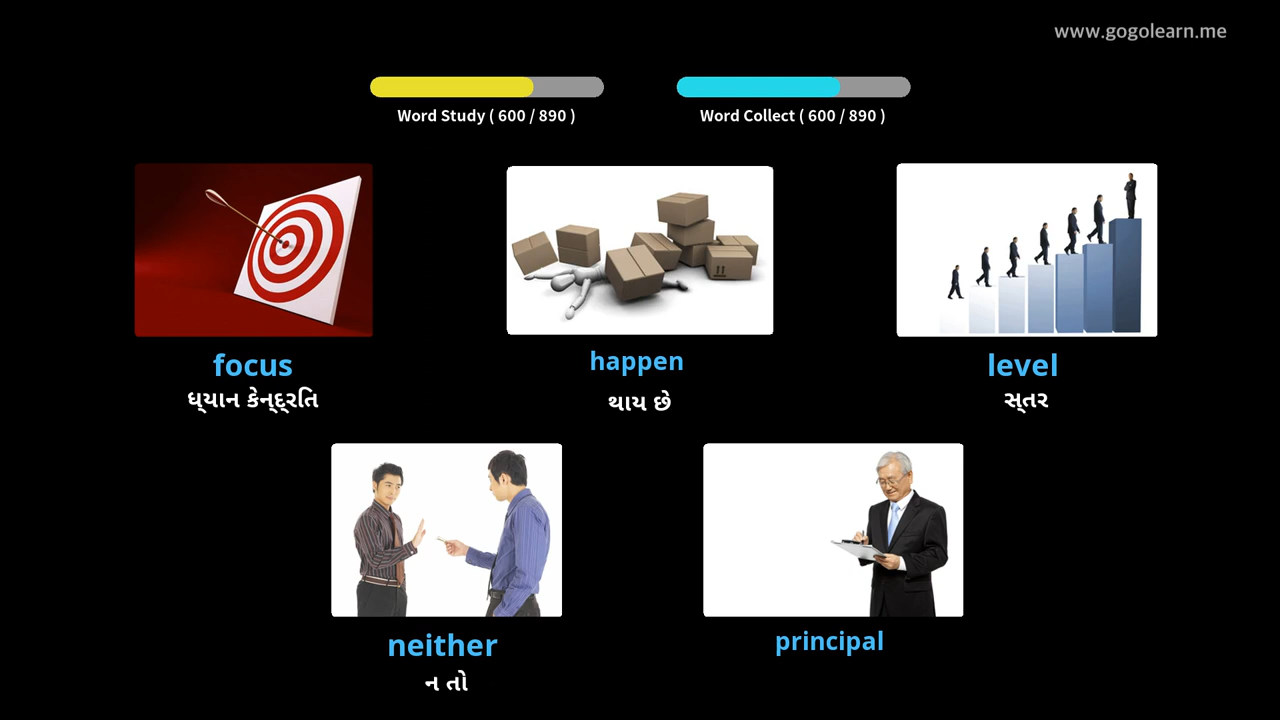 www.gogolearn.me
Word Study ( 600 / 890 )
Word Collect ( 600 / 890 )
focus
ધ્યાન કેન્દ્રતિ
happen
થાય છે
level
સ્તર
neither
ન તો
principal